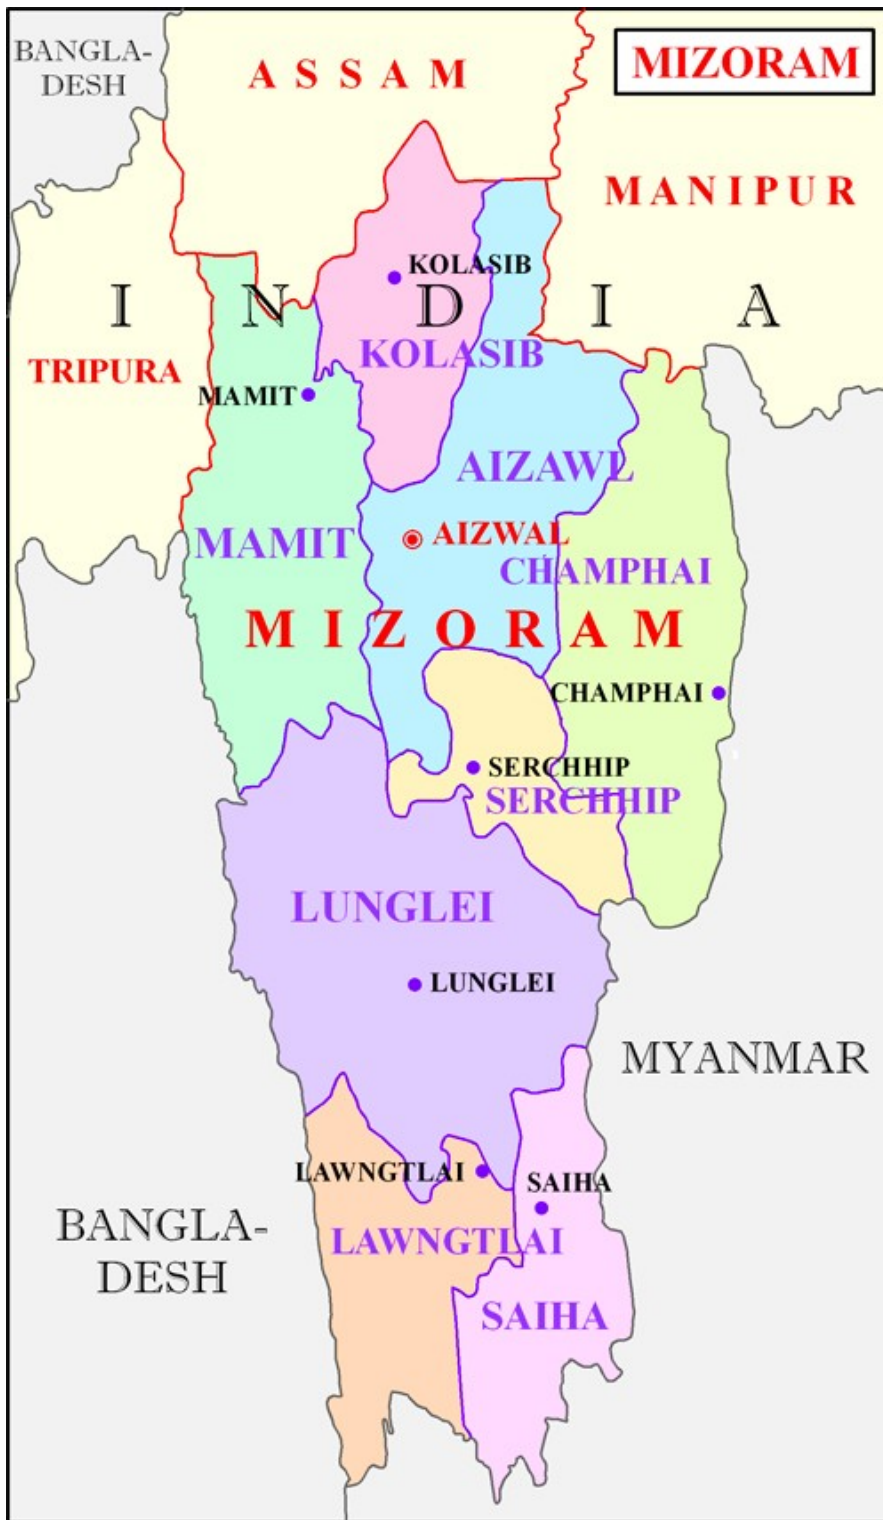 BANGLA-
DESH
ASSAM
MIZORAM
MANIPUR
KOLASIB
INDIA
KOLASIB
TRIPURA
MAMIT
AIZAWL
AIZWAL
MAMIT
CHAMPHAI
MIZORAM
CHAMPHAI
SERCHHIP
SERCHHIP
LUNGLEI
LUNGLEI
MYANMAR
LAWNGTLAI
SAIHA
BANGLA-
DESH
LAWNGTLAI
SAIHA